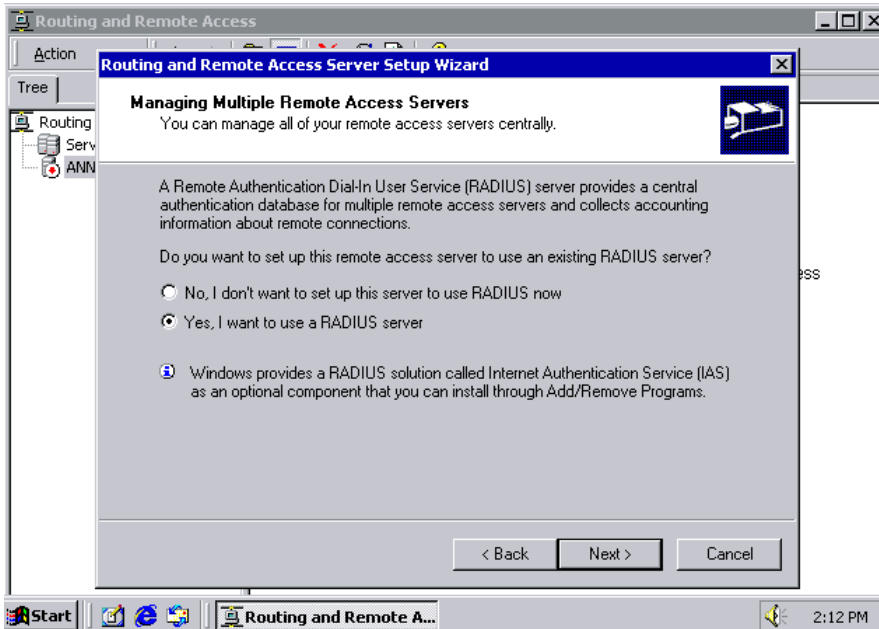 Routing and Remote Access
Action
Tree
Routing
Serv
ANN
ess
Routing and Remote Access Server Setup Wizard
Managing Multiple Remote Access Servers
You can manage all of your remote access servers centrally.
A Remote Authentication Dial-In User Service (RADIUS) server provides a central
authentication database for multiple remote access servers and collects accounting
information about remote connections.
Do you want to set up this remote access server to use an existing RADIUS server?
No, I don't want to set up this server to use RADIUS now
Yes, I want to use a RADIUS server
Windows provides a RADIUS solution called Internet Authentication Service (IAS)
as an optional component that you can install through Add/Remove Programs.
< Back
Next >
Cancel
Start
Routing and Remote A...
2:12 PM